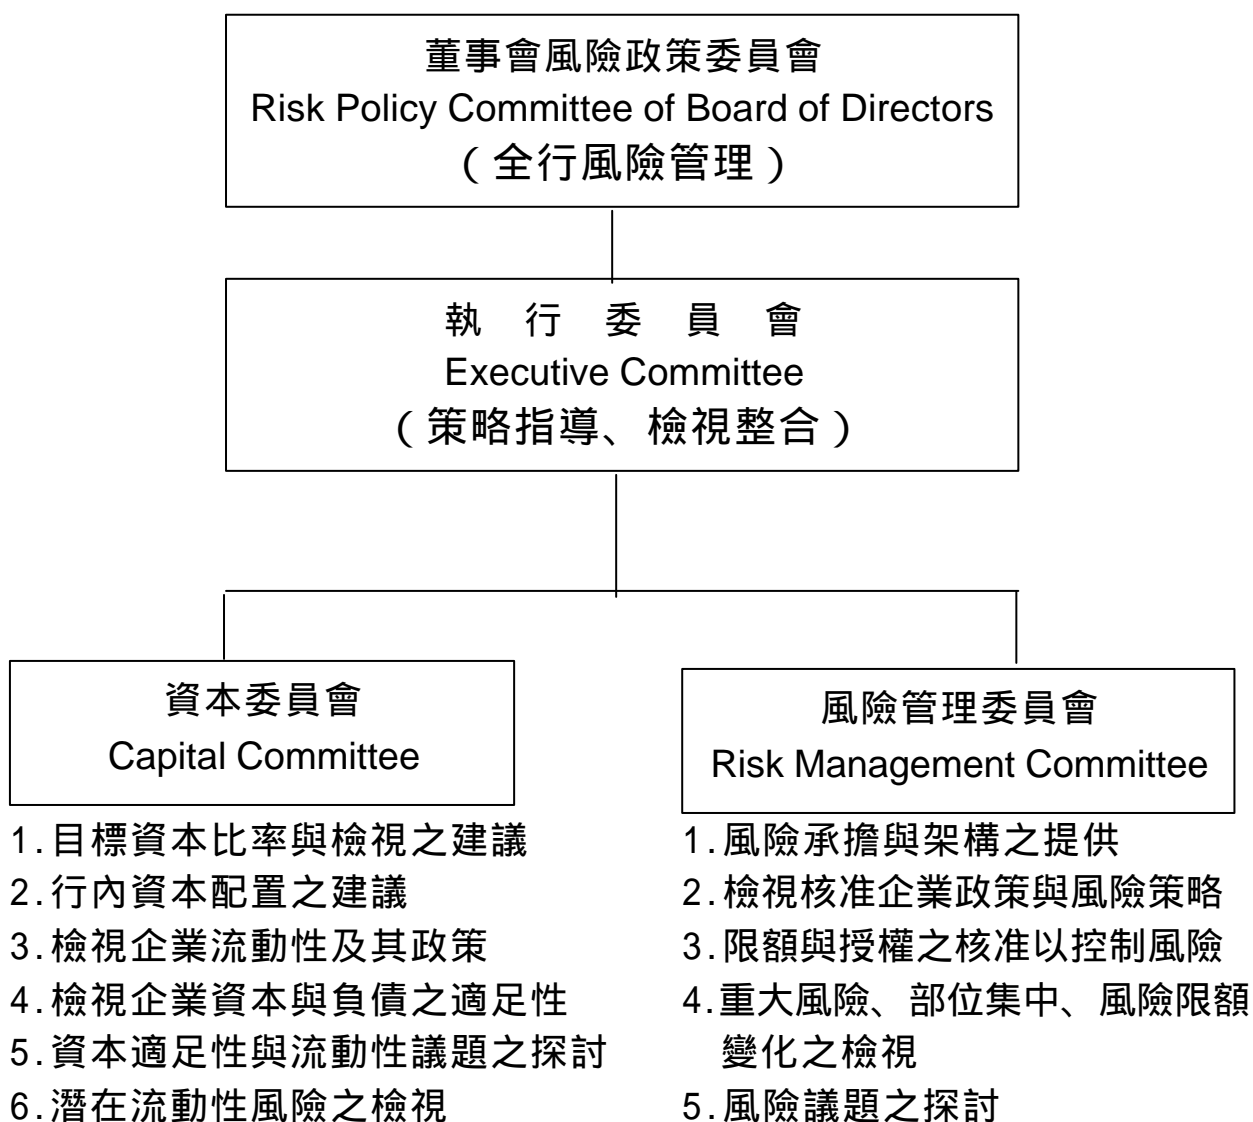 董事會風險政策委員會
Risk Policy Committee of Board of Directors
（全行風險管理）
執 行 委 員 會
Executive Committee
（策略指導、檢視整合）
資本委員會
Capital Committee
1.目標資本比率與檢視之建議
2.行內資本配置之建議
3.檢視企業流動性及其政策
4.檢視企業資本與負債之適足性
5.資本適足性與流動性議題之探討
6.潛在流動性風險之檢視
風險管理委員會
Risk Management Committee
1.風險承擔與架構之提供
2.檢視核准企業政策與風險策略
3.限額與授權之核准以控制風險
4.重大風險、部位集中、風險限額
變化之檢視
5.風險議題之探討